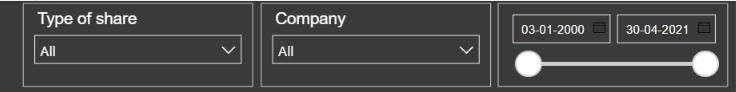 Type of share
All
Company
All
03-01-2000
30-04-2021